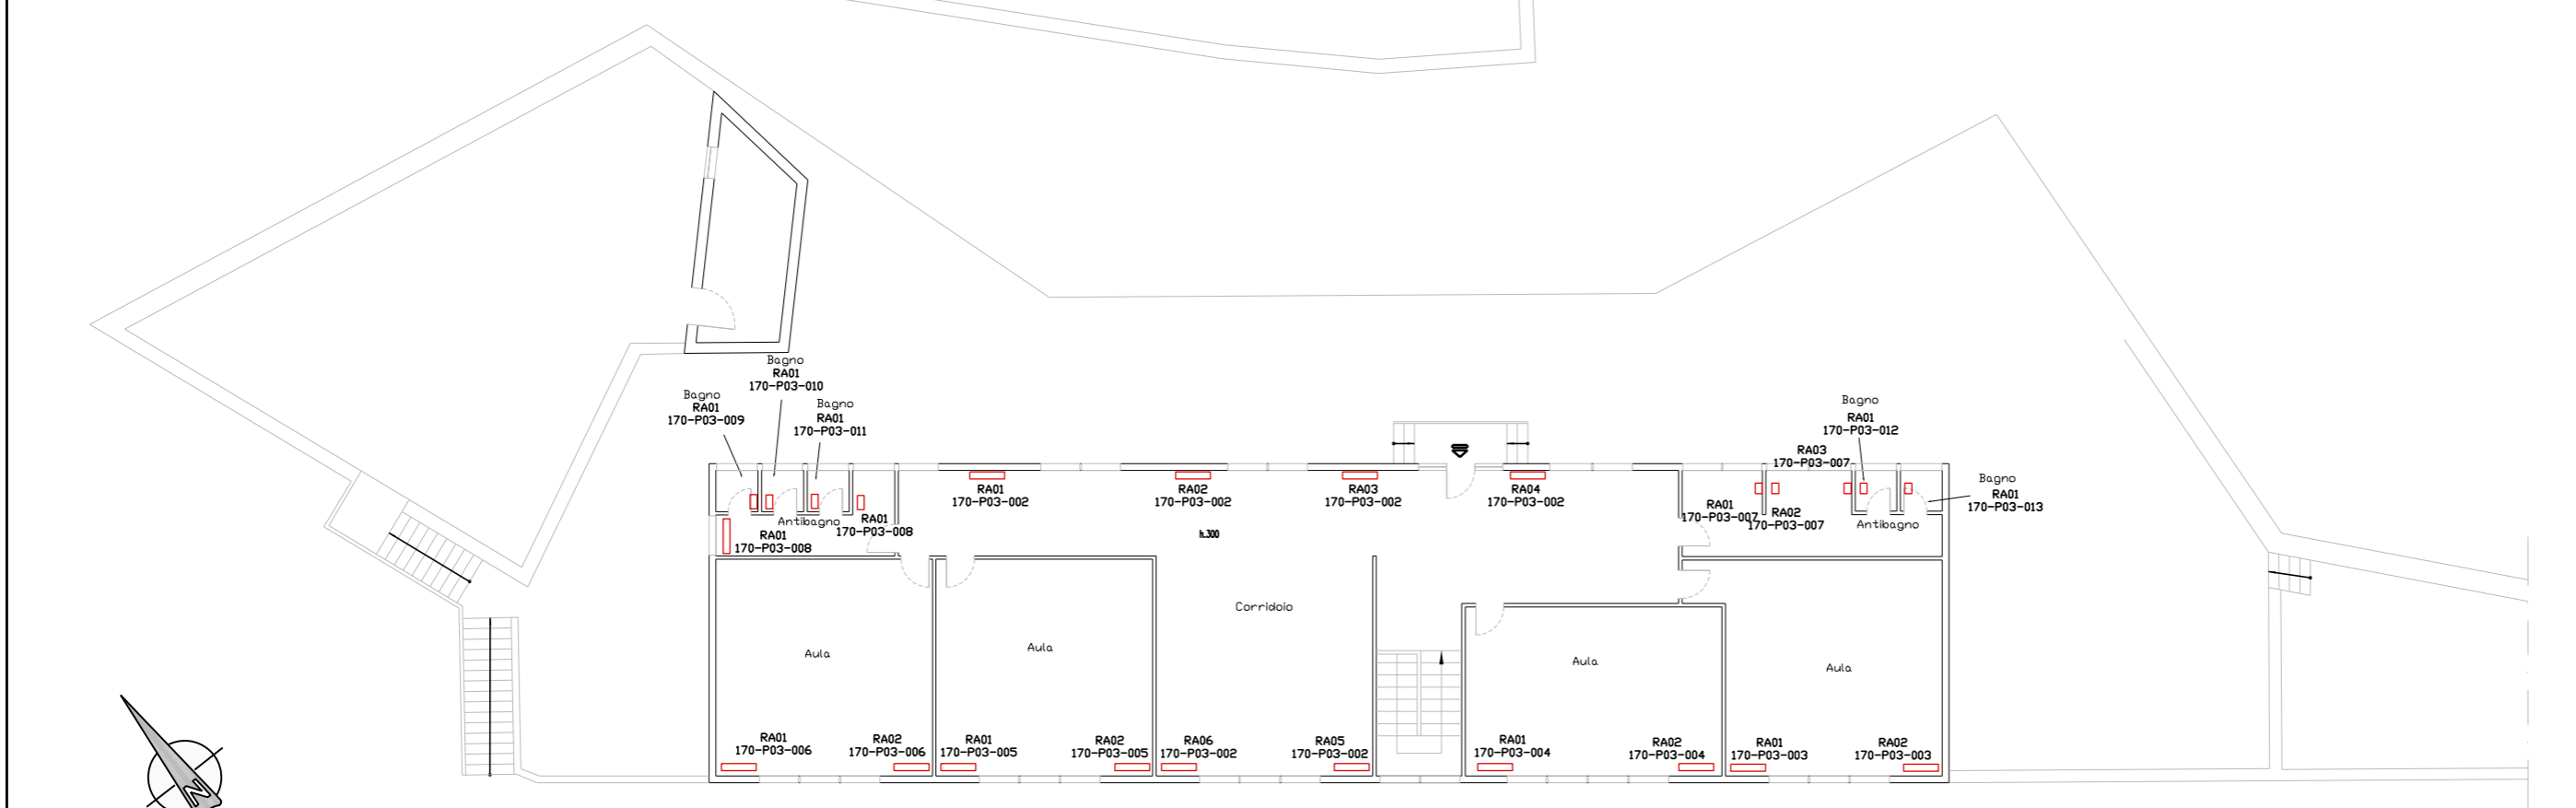 Bagno
RA01
170-P03-010
Bagno
RA01
170-P03-009
Bagno
RA01
170-P03-011
Bagno
RA01
170-P03-012
RA03
170-P03-007
Bagno
RA01
170-P03-013
RA01
170-P03-002
RA02
170-P03-002
RA03
170-P03-002
RA04
170-P03-002
RA01
170-P03-007
RA02
170-P03-007
Antibagno
Antibagno
RA01
170-P03-008
RA01
170-P03-008
h.300
Corridoio
Aula
Aula
Aula
Aula
RA01
170-P03-006
RA02
170-P03-006
RA01
170-P03-005
RA02
170-P03-005
RA06
170-P03-002
RA05
170-P03-002
RA01
170-P03-004
RA02
170-P03-004
RA01
170-P03-003
RA02
170-P03-003
N